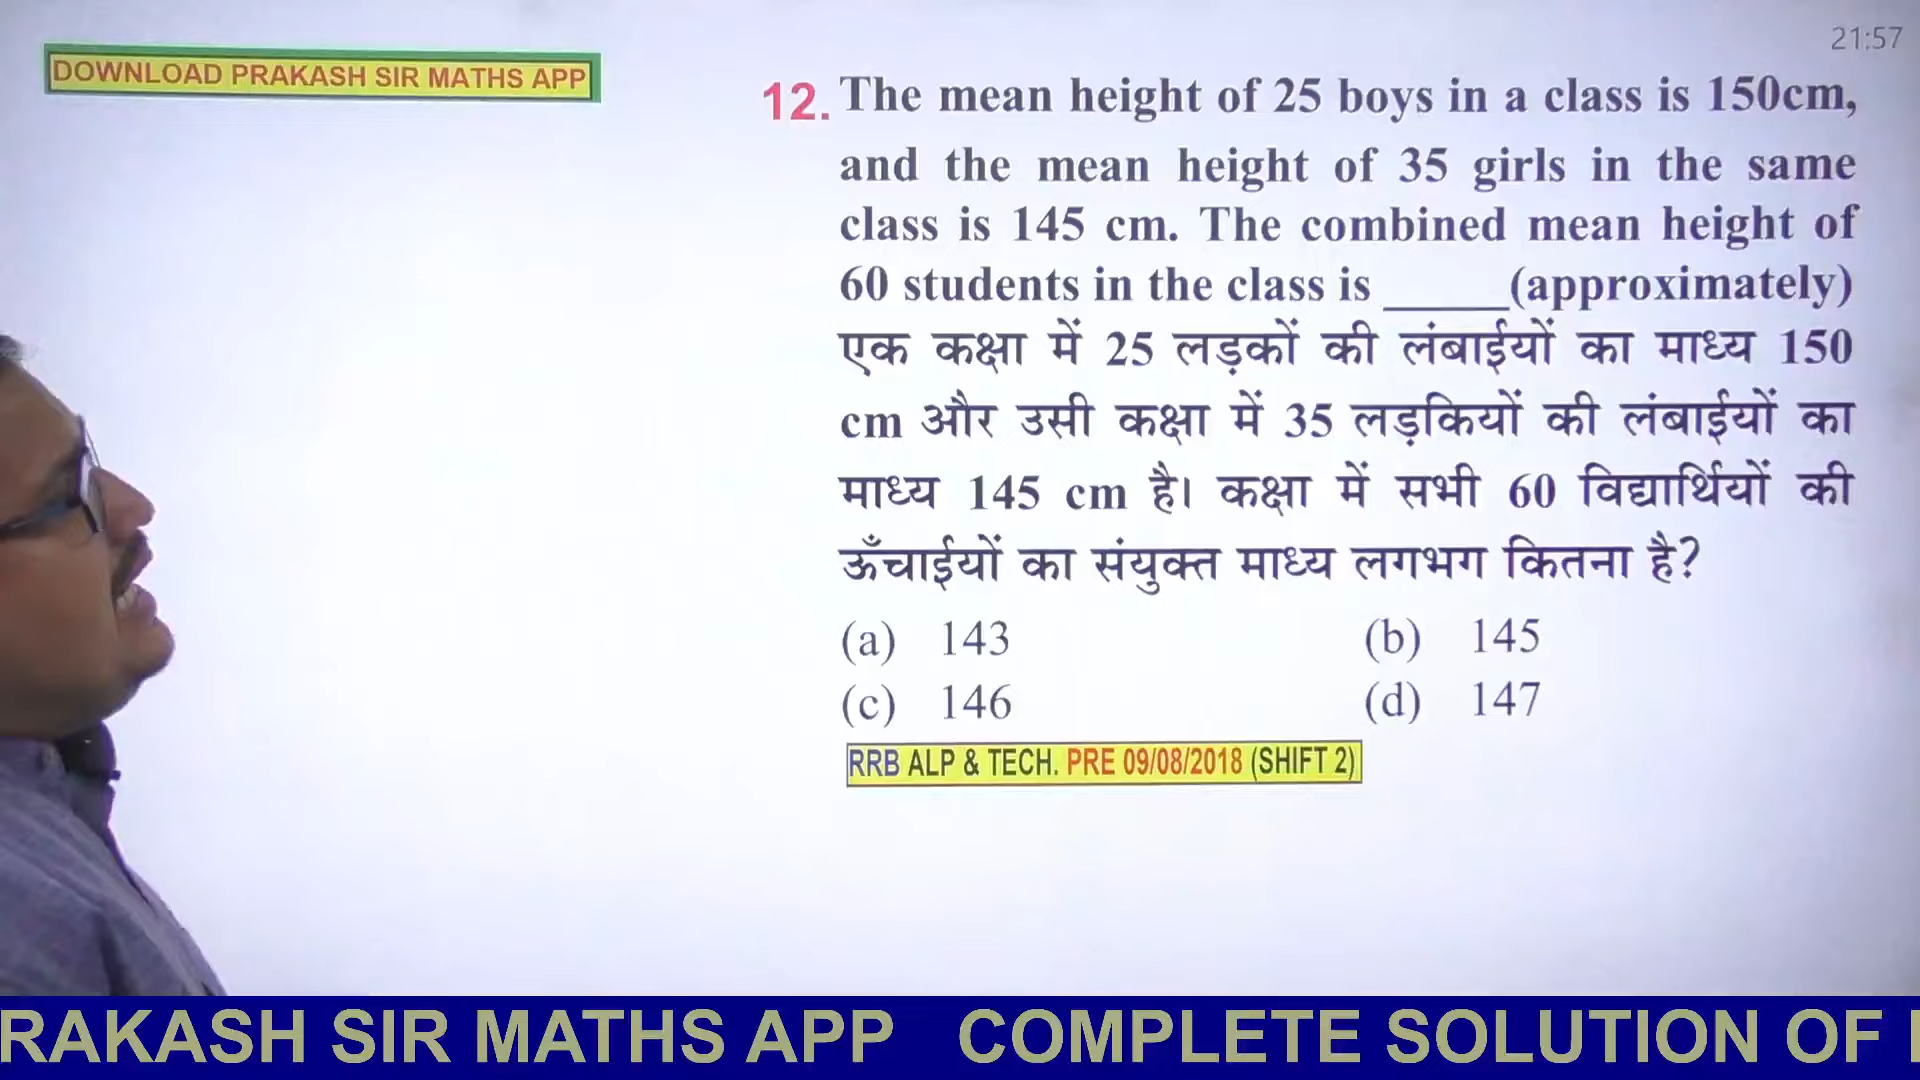 21:57
DOWNLOAD PRAKASH SIR MATHS APP
12. The mean height of 25 boys in a class is 150cm,
and the mean height of 35 girls in the same
class is 145 cm. The combined mean height of
60 students in the class is _____(approximately)
एक कक्षा में 25 लड़कों की लंबाईयों का माध्य 150
cm और उसी कक्षा में 35 लड़कियों की लंबाईयों का
माध्य 145 cm है। कक्षा में सभी 60 विद्यार्थियों की
ऊँचाईयों का संयुक्त माध्य लगभग कितना है?
(a) 143 (b) 145
(c) 146 (d) 147
RRB ALP & TECH. PRE 09/08/2018 (SHIFT 2)
RAKASH SIR MATHS APP COMPLETE SOLUTION OF